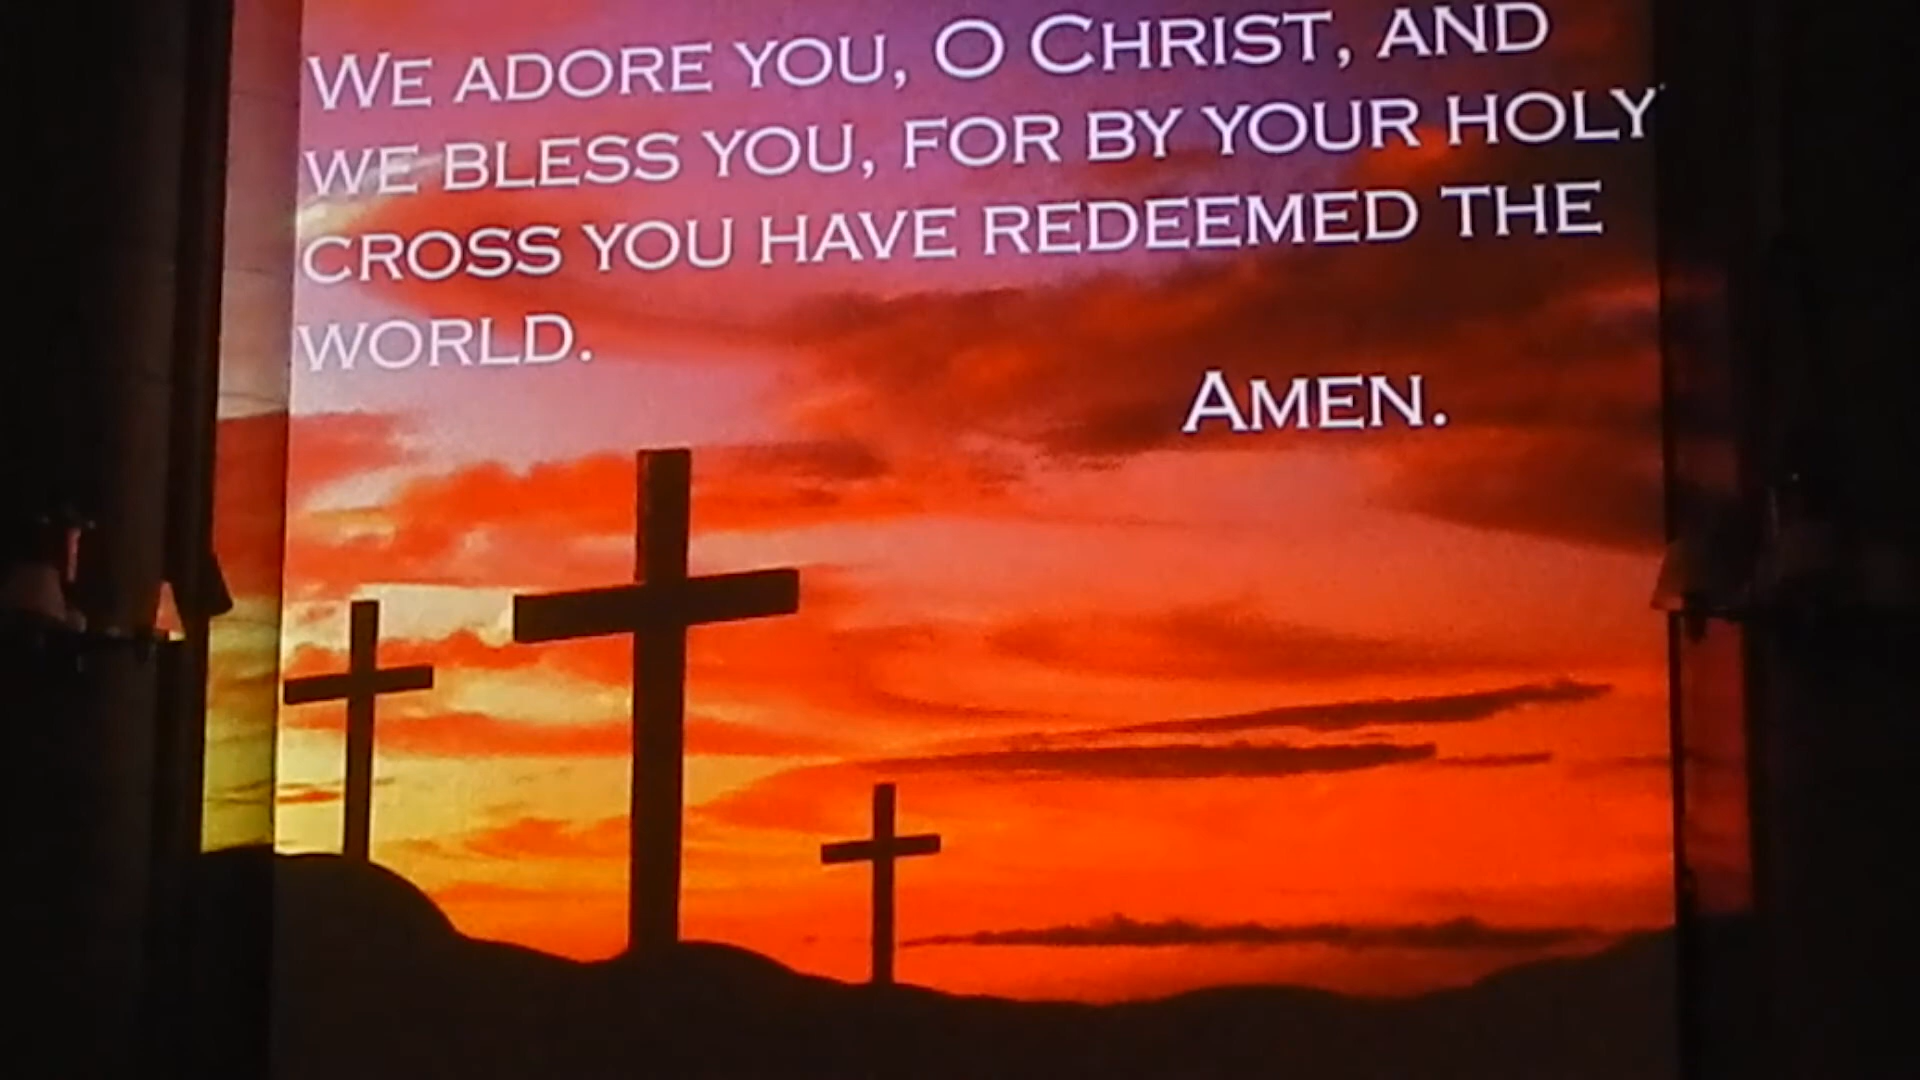 WE ADORE YOU, O CHRIST, AND
WE BLESS YOU, FOR BY YOUR HOLY
CROSS YOU HAVE REDEEMED THE
WORLD.
AMEN.